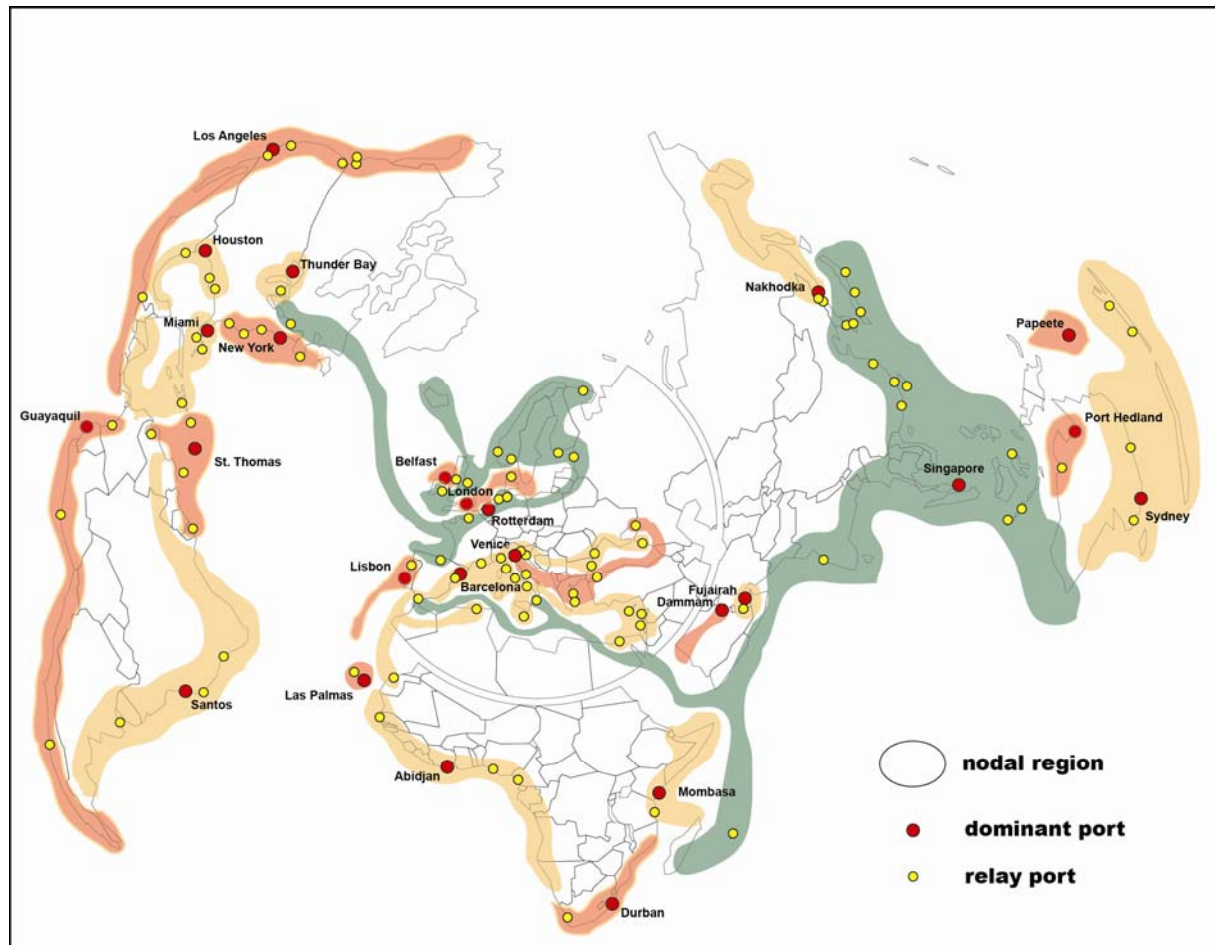 Los Angeles
Houston
Thunder Bay
Nakhodka
Miami
New York
Papeete
Guayaquil
Port Hedland
St. Thomas
Belfast
Singapore
London
Rotterdam
Sydney
Venice
Lisbon
Barcelona
Fujairah
Dammam
Las Palmas
Santos
Abidjan
Mombasa
Durban
nodal region
dominant port
relay port